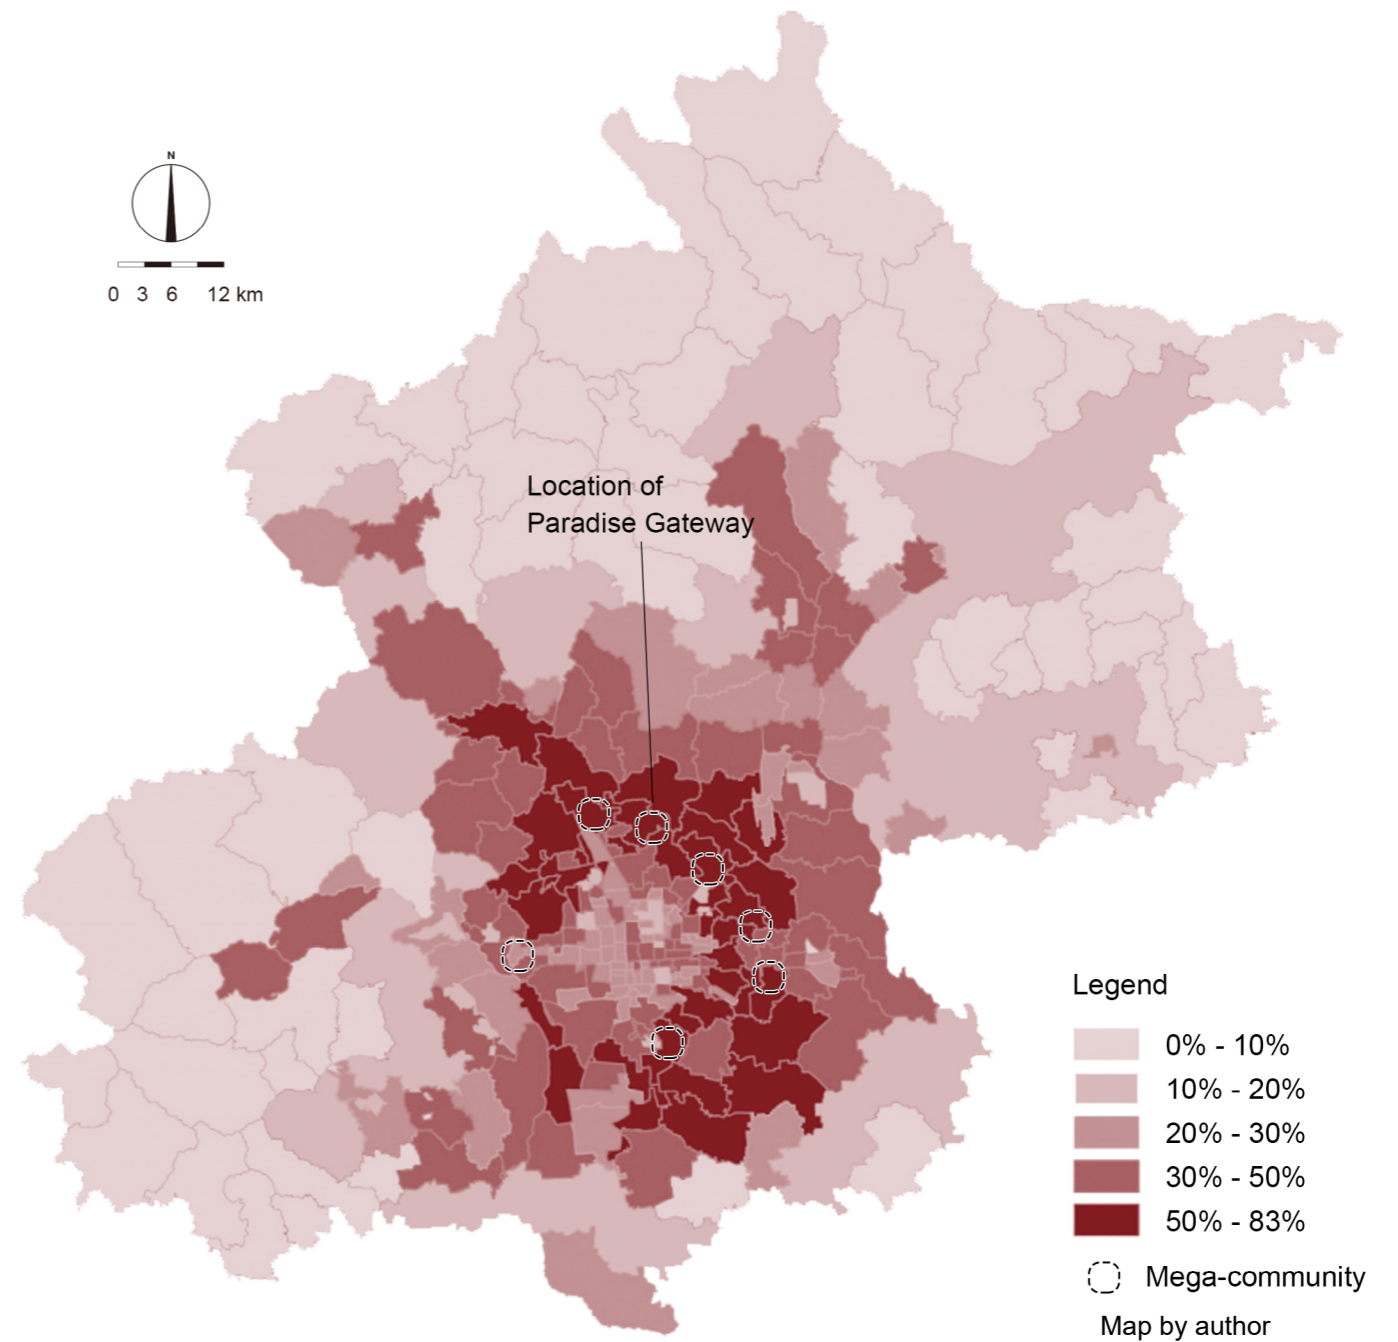 N
0 3 6 12 km
Location of
Paradise Gateway
Legend
0% - 10%
10% - 20%
20% - 30%
30% - 50%
50% - 83%
Mega-community
Map by author